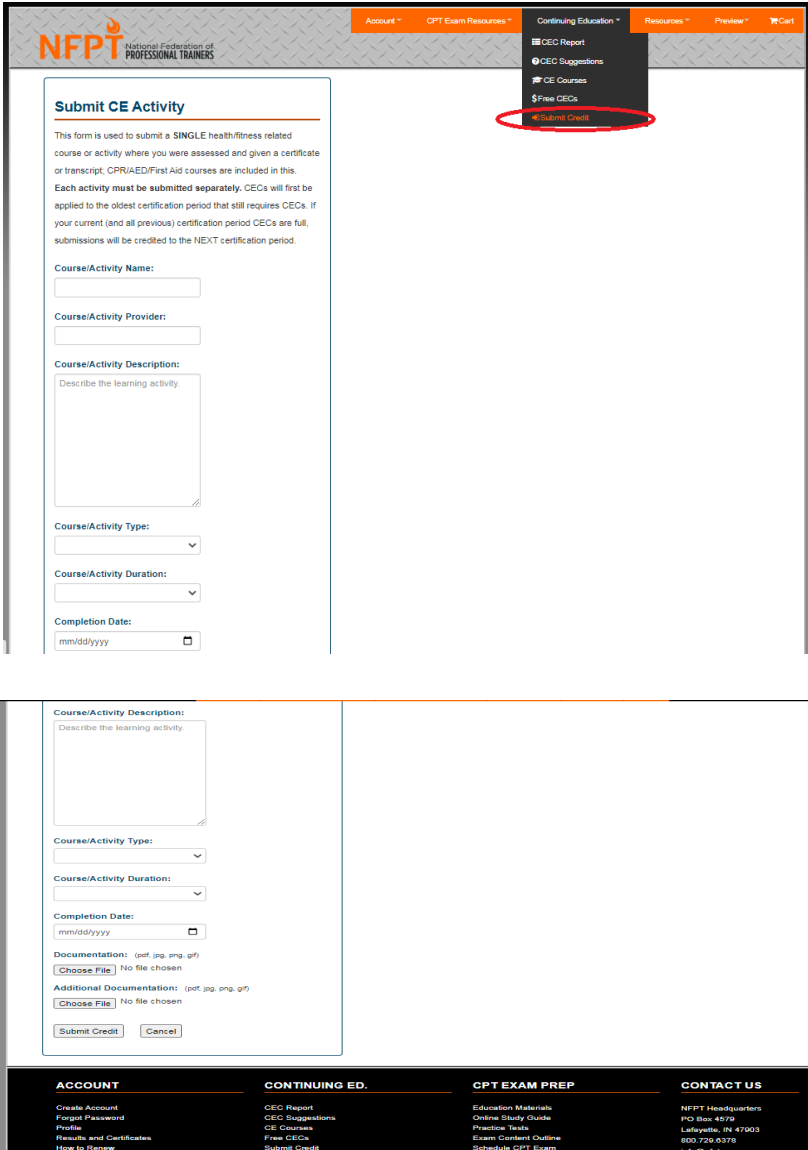 Account
CPT Exam Resources
Continuing Education
Resources
Preview
Cart
NFPT
National Federation of
PROFESSIONAL TRAINERS
CEC Report
CEC Suggestions
CE Courses
$Free CECs
Submit Credit
Submit CE Activity
This form is used to submit a SINGLE health/fitness related
course or activity where you were assessed and given a certificate
or transcript; CPR/AED/First Aid courses are included in this.
Each activity must be submitted separately. CECs will first be
applied to the oldest certification period that still requires CECs. If
your current (and all previous) certification period CECs are full,
submissions will be credited to the NEXT certification period.
Course/Activity Name:
Course/Activity Provider:
Course/Activity Description:
Describe the learning activity.
Course/Activity Type:
Course/Activity Duration:
Completion Date:
mm/dd/yyyy
Course/Activity Description:
Describe the learning activity.
Course/Activity Type:
Course/Activity Duration:
Completion Date:
mm/dd/yyyy
Documentation: (pdf, jpg, png, gif)
Choose File No file chosen
Additional Documentation: (pdf, jpg, png, gif)
Choose File No file chosen
Submit Credit Cancel
ACCOUNT
Create Account
Forgot Password
Profile
Results and Certificates
How to Renew
CONTINUING ED.
CEC Report
CEC Suggestions
CE Courses
Free CECs
Submit Credit
CPT EXAM PREP
Education Materials
Online Study Guide
Practice Tests
Exam Content Outline
Schedule CPT Exam
CONTACT US
NFPT Headquarters
PO Box 4579
Lafayette, IN 47903
800.729.6378